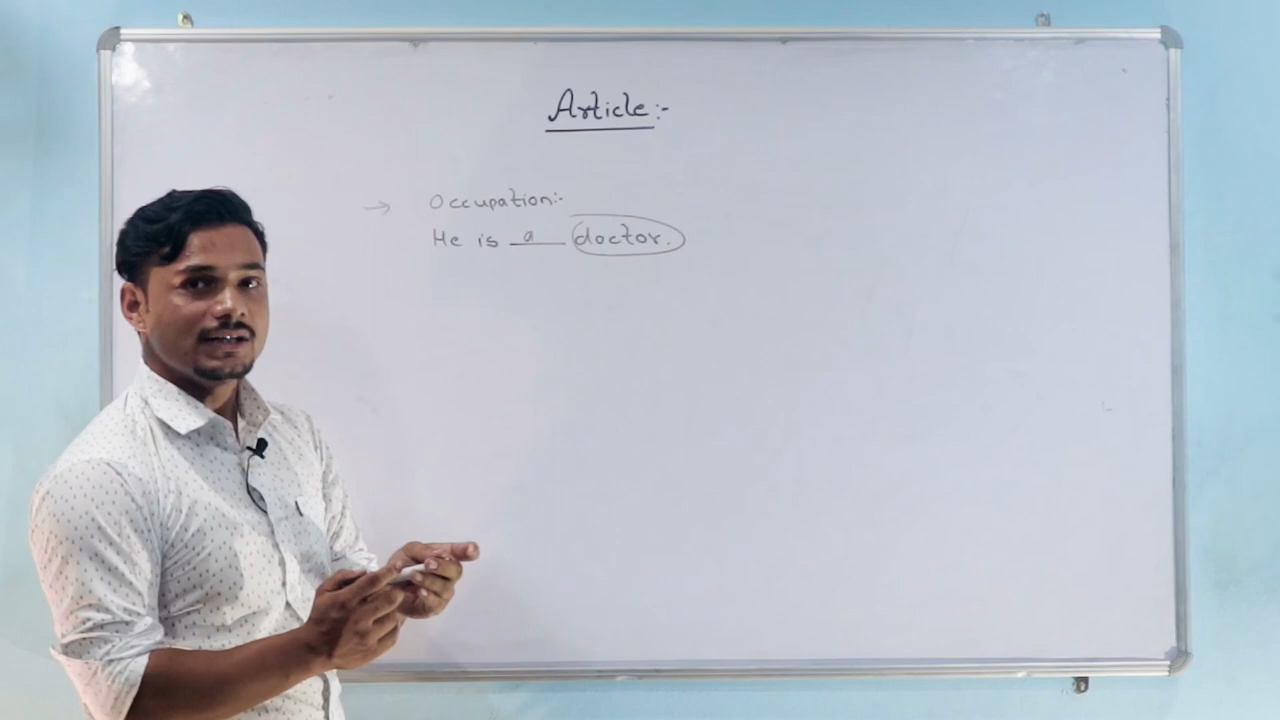 Article:-
→ Occupation:-
He is a doctor.